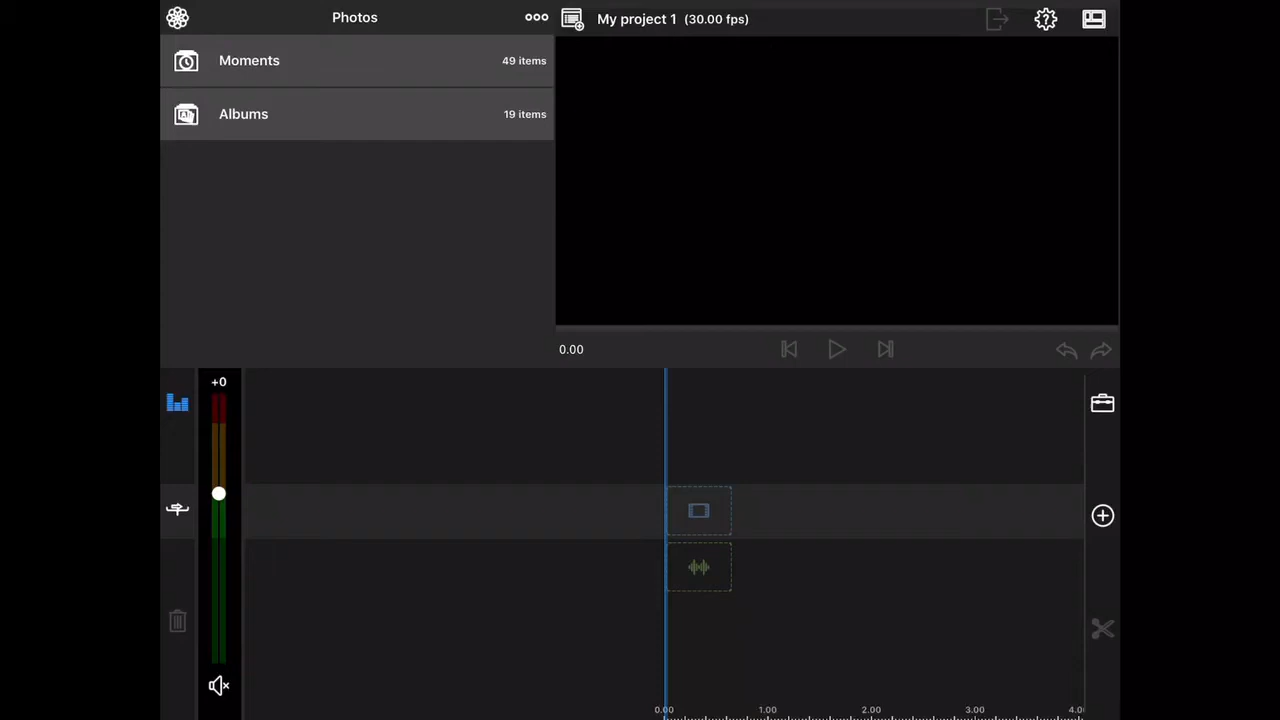 Photos
My project 1 (30.00 fps)
Moments
49 items
Albums
19 items
0.00
+0
0.00
1.00
2.00
3.00